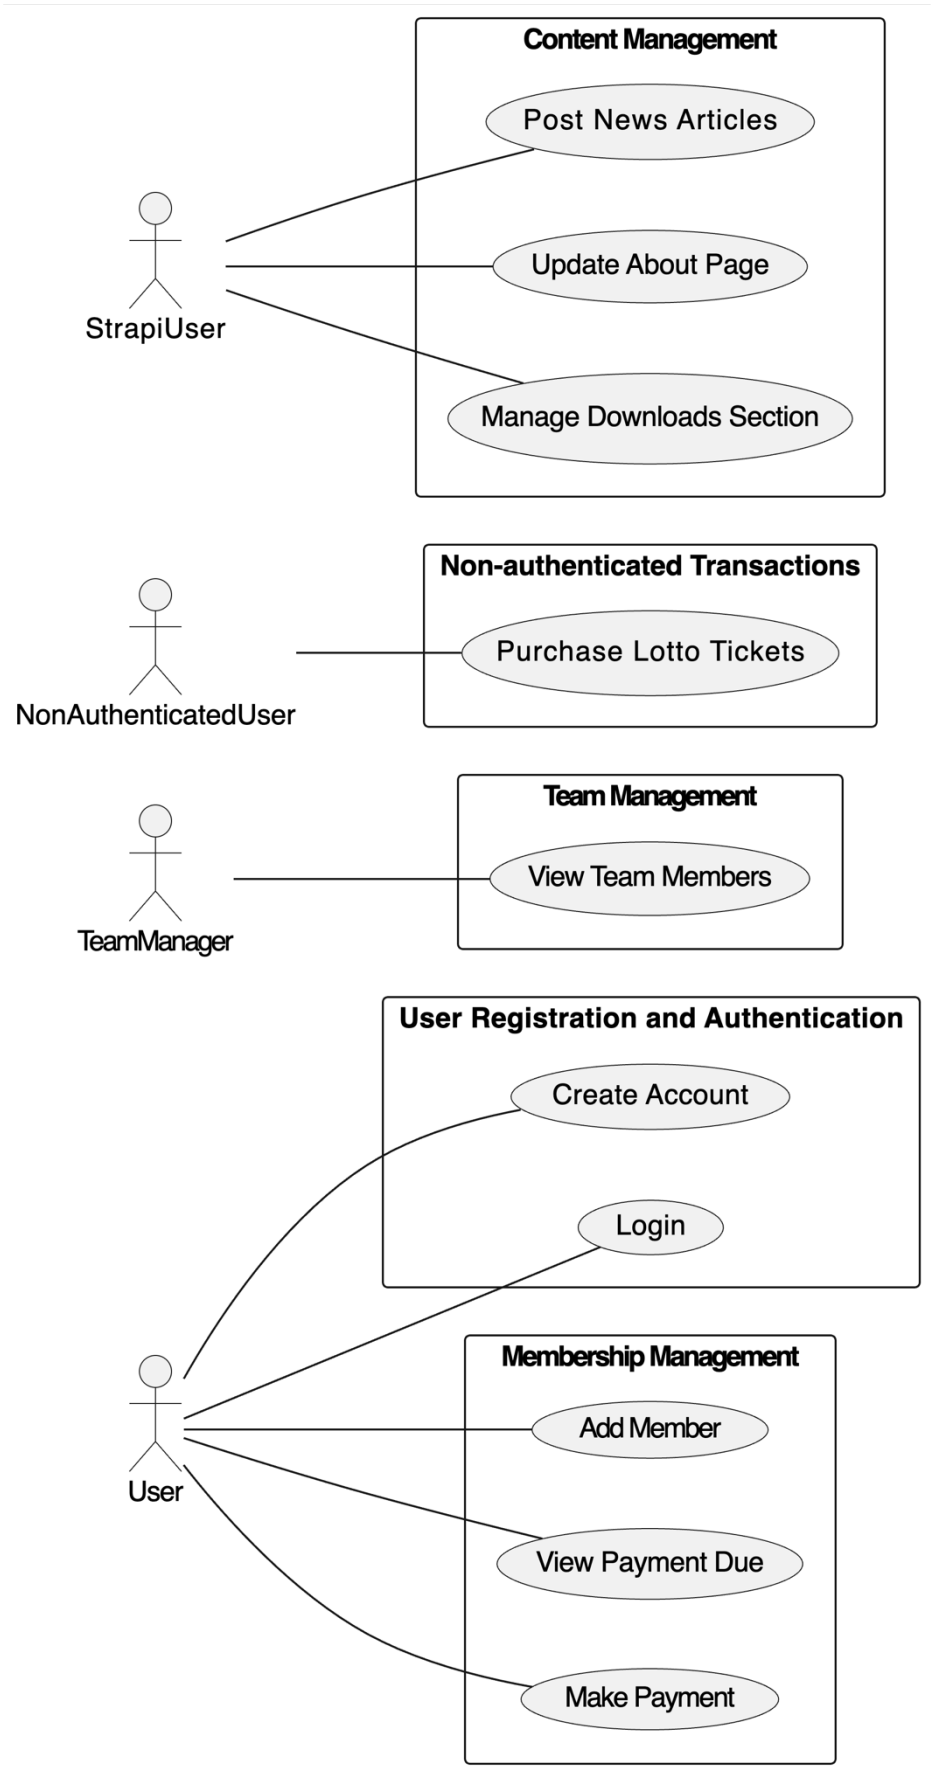 Content Management
Post News Articles
Update About Page
StrapiUser
Manage Downloads Section
Non-authenticated Transactions
Purchase Lotto Tickets
NonAuthenticatedUser
Team Management
View Team Members
TeamManager
User Registration and Authentication
Create Account
Login
Membership Management
Add Member
User
View Payment Due
Make Payment